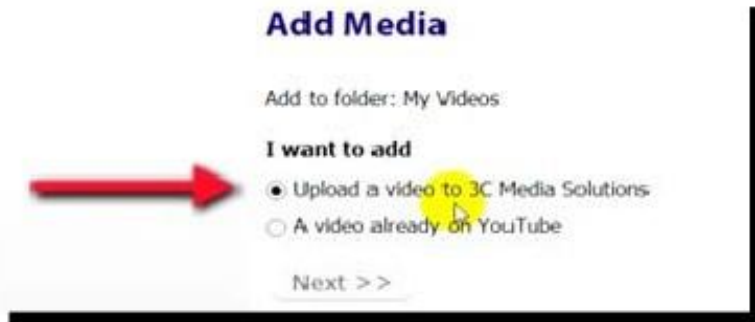 Add Media
Add to folder: My Videos
I want to add
Upload a video to 3C Media Solutions
A video already on YouTube
Next >>